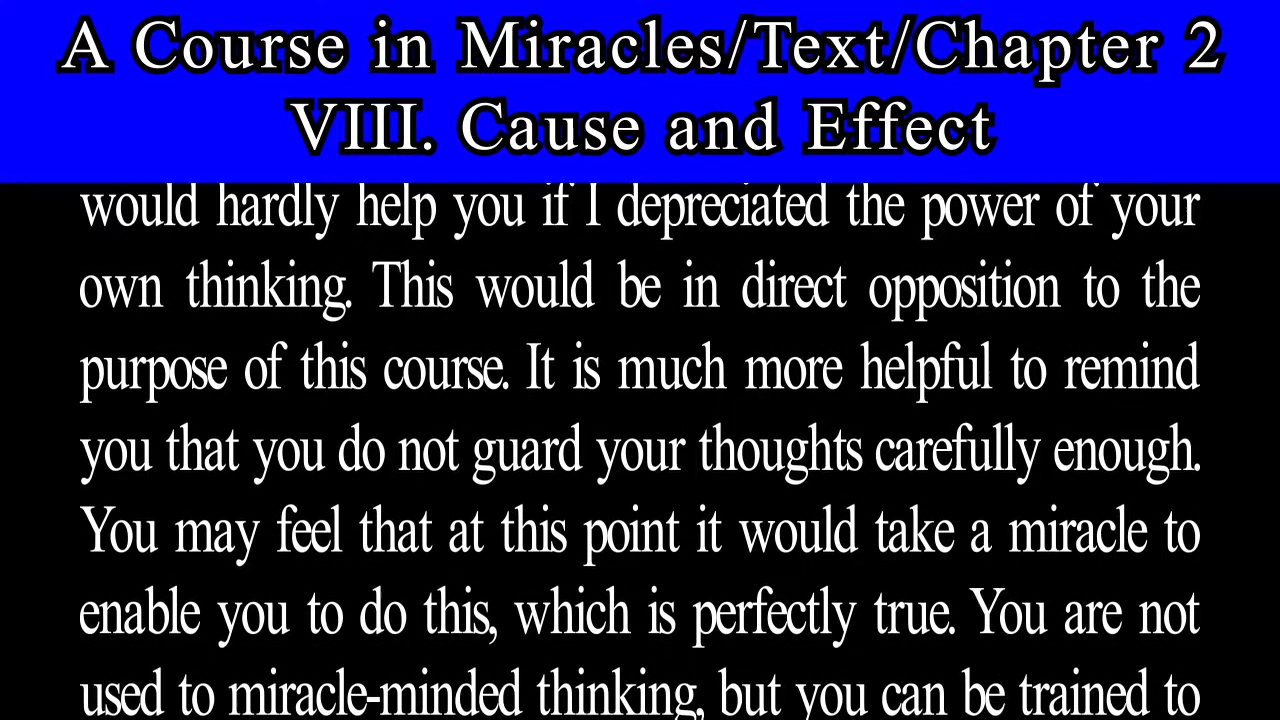 A Course in Miracles/Text/Chapter 2
VIII. Cause and Effect
would hardly help you if I depreciated the power of your
own thinking. This would be in direct opposition to the
purpose of this course. It is much more helpful to remind
you that you do not guard your thoughts carefully enough.
You may feel that at this point it would take a miracle to
enable you to do this, which is perfectly true. You are not
used to miracle-minded thinking, but you can be trained to